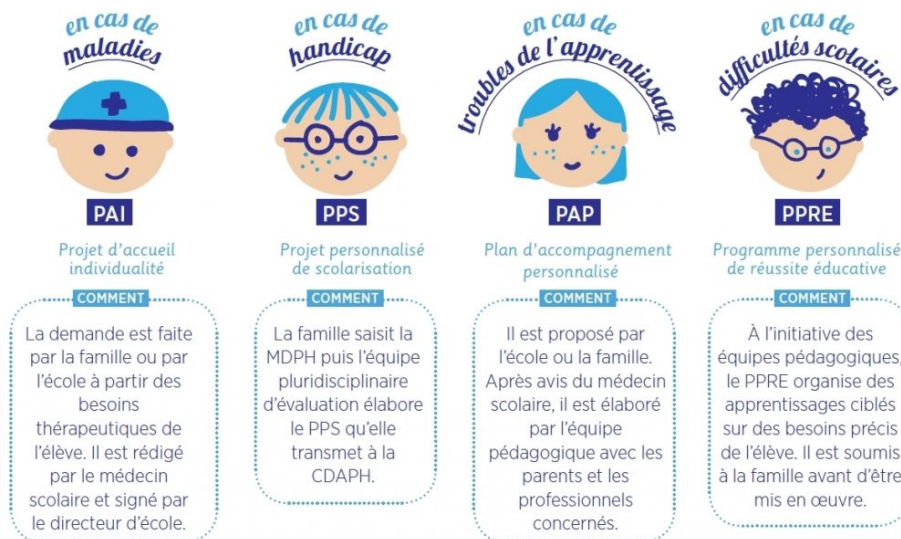 en cas de
maladies
PAI
Projet d'accueil
individualité
COMMENT
La demande est faite
par la famille ou par
l'école à partir des
besoins
thérapeutiques de
l'élève. Il est rédigé
par le médecin
scolaire et signé par
le directeur d'école.
en cas de
handicap
PPS
Projet personnalisé
de scolarisation
COMMENT
La famille saisit la
MDPH puis l'équipe
pluridisciplinaire
d'évaluation élabore
le PPS qu'elle
transmet à la
CDAPH.
en cas de
troubles de l'apprentissage
PAP
Plan d'accompagnement
personnalisé
COMMENT
Il est proposé par
l'école ou la famille.
Après avis du médecin
scolaire, il est élaboré
par l'équipe
pédagogique avec les
parents et les
professionnels
concernés.
en cas de
difficultés scolaires
PPRE
Programme personnalisé
de réussite éducative
COMMENT
À l'initiative des
équipes pédagogiques,
le PPRE organise des
apprentissages ciblés
sur des besoins précis
de l'élève. Il est soumis
à la famille avant d'être
mis en œuvre.